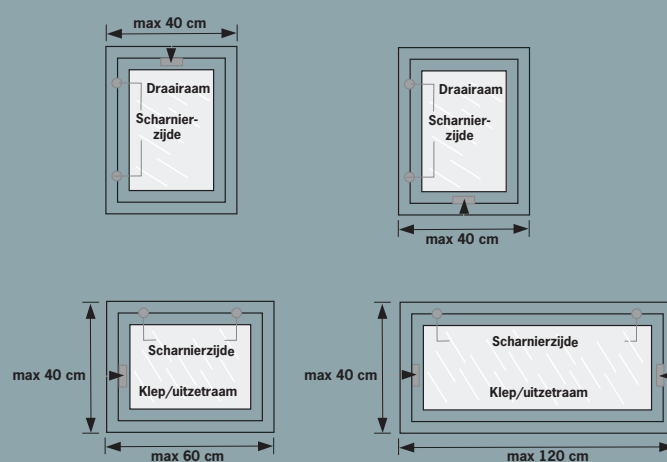 max 40 cm
Draairaam
Scharnier-
zijde
Draairaam
Scharnier-
zijde
max 40 cm
max 40 cm
Scharnierzijde
Klep/uitzetraam
max 60 cm
max 40 cm
Scharnierzijde
Klep/uitzetraam
max 120 cm